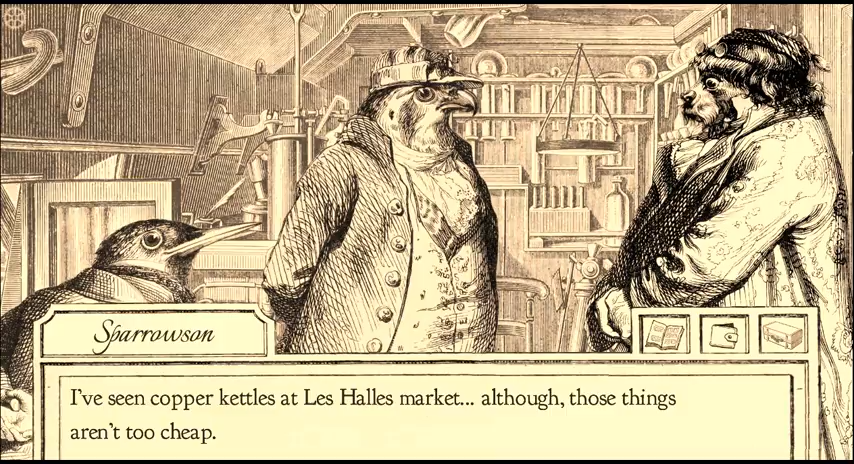 Sparrowson
I've seen copper kettles at Les Halles market... although, those things
aren't too cheap.